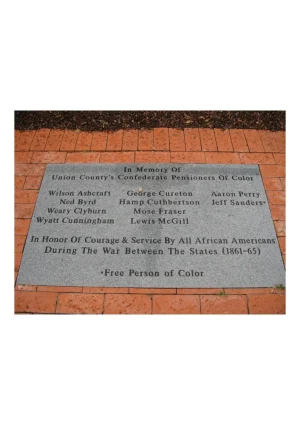 In Memory Of
Union County's Confederate Pensioners Of Color
Wilson Ashcraft George Cureton Aaron Perry
Ned Byrd Hamp Cuthbertson Jeff Sanders*
Weary Clyburn Mose Fraser
Wyatt Cunningham Lewis McGill
In Honor Of Courage & Service By All African Americans
During The War Between The States (1861-65)
*Free Person of Color